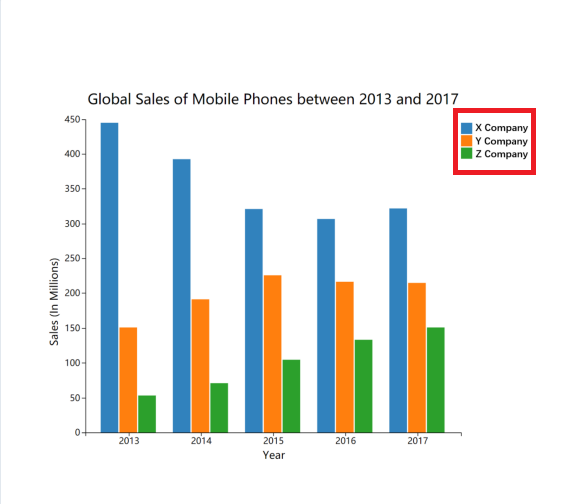 Global Sales of Mobile Phones between 2013 and 2017
X Company
Y Company
Z Company
Sales (In Millions)
450
400
350
300
250
200
150
100
50
0
2013 2014 2015 2016 2017
Year